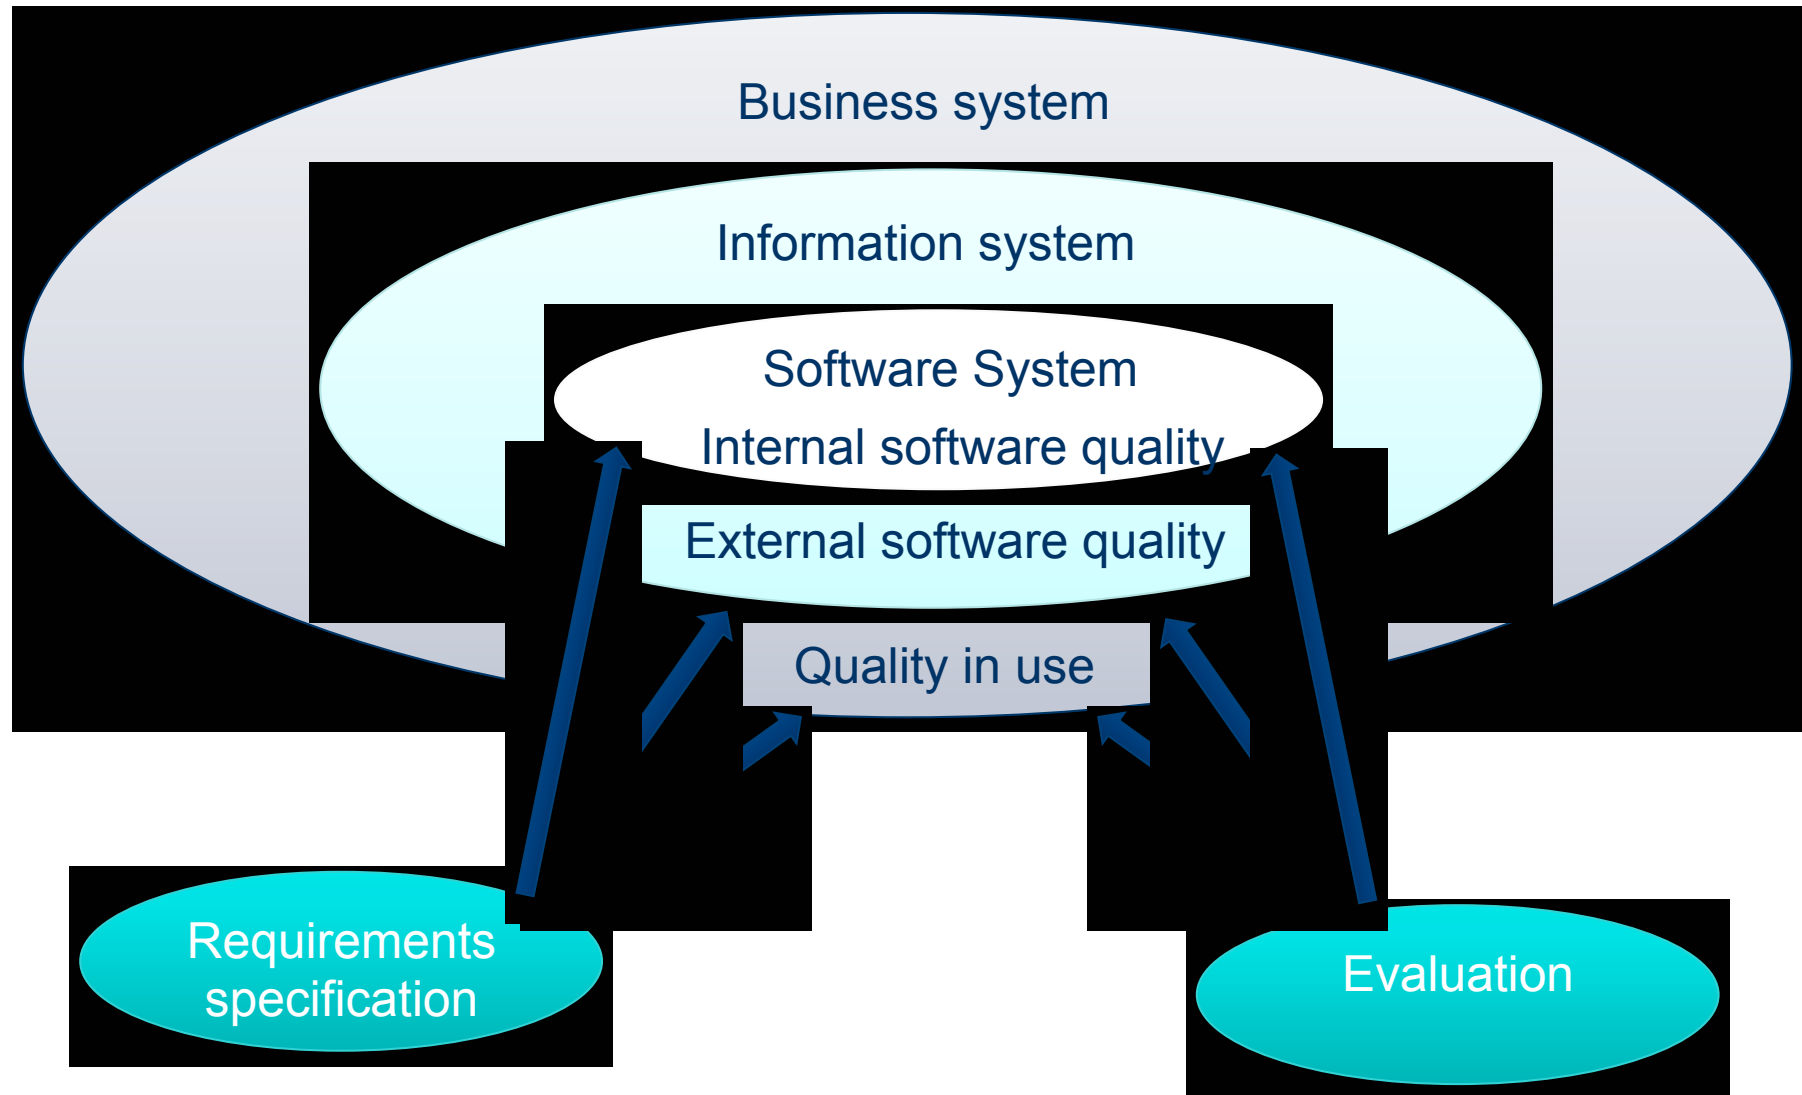 Business system
Information system
Software System
Internal software quality
External software quality
Quality in use
Requirements
specification
Evaluation